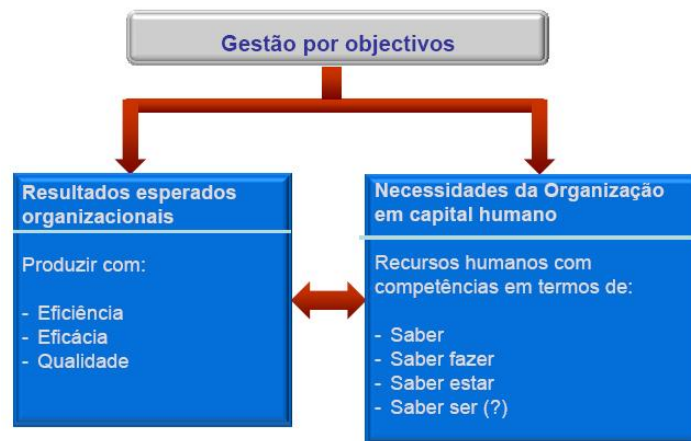 Gestão por objectivos
Resultados esperados
organizacionais
Produzir com:
- Eficiência
- Eficácia
- Qualidade
Necessidades da Organização
em capital humano
Recursos humanos com
competências em termos de:
- Saber
- Saber fazer
- Saber estar
- Saber ser (?)